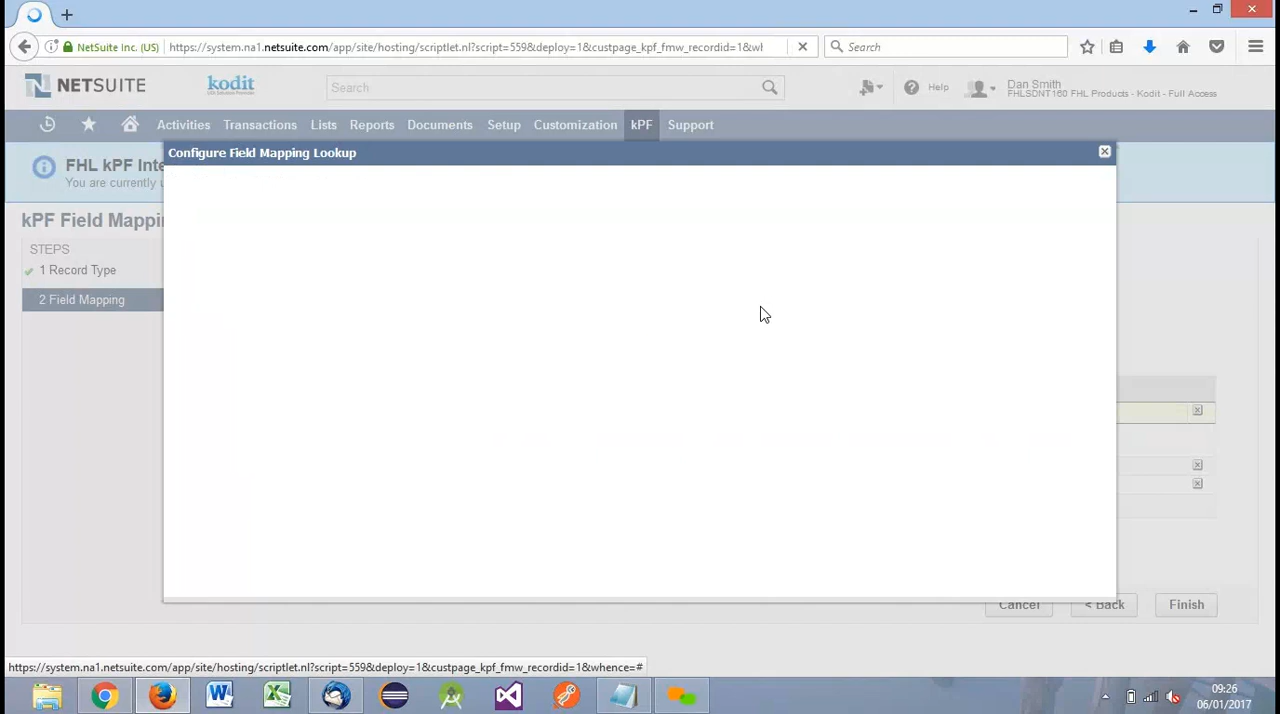 NetSuite Inc. (US)
https://system.na1.netsuite.com/app/site/hosting/scriptlet.nl?script=559&deploy=1&custpage_kpf_fmw_recordid=1&wl
Search
NETSUITE
kodit
Search
Help
Dan Smith
FHLSDNT160 FHL Products - Kodit - Full Access
Activities Transactions Lists Reports Documents Setup Customization kPF Support
Configure Field Mapping Lookup
FHL kPF Inte
You are currently u
kPF Field Mappin
STEPS
1 Record Type
2 Field Mapping
Cancel < Back Finish
https://system.na1.netsuite.com/app/site/hosting/scriptlet.nl?script=559&deploy=1&custpage_kpf_fmw_recordid=1&whence=#
09:26
06/01/2017